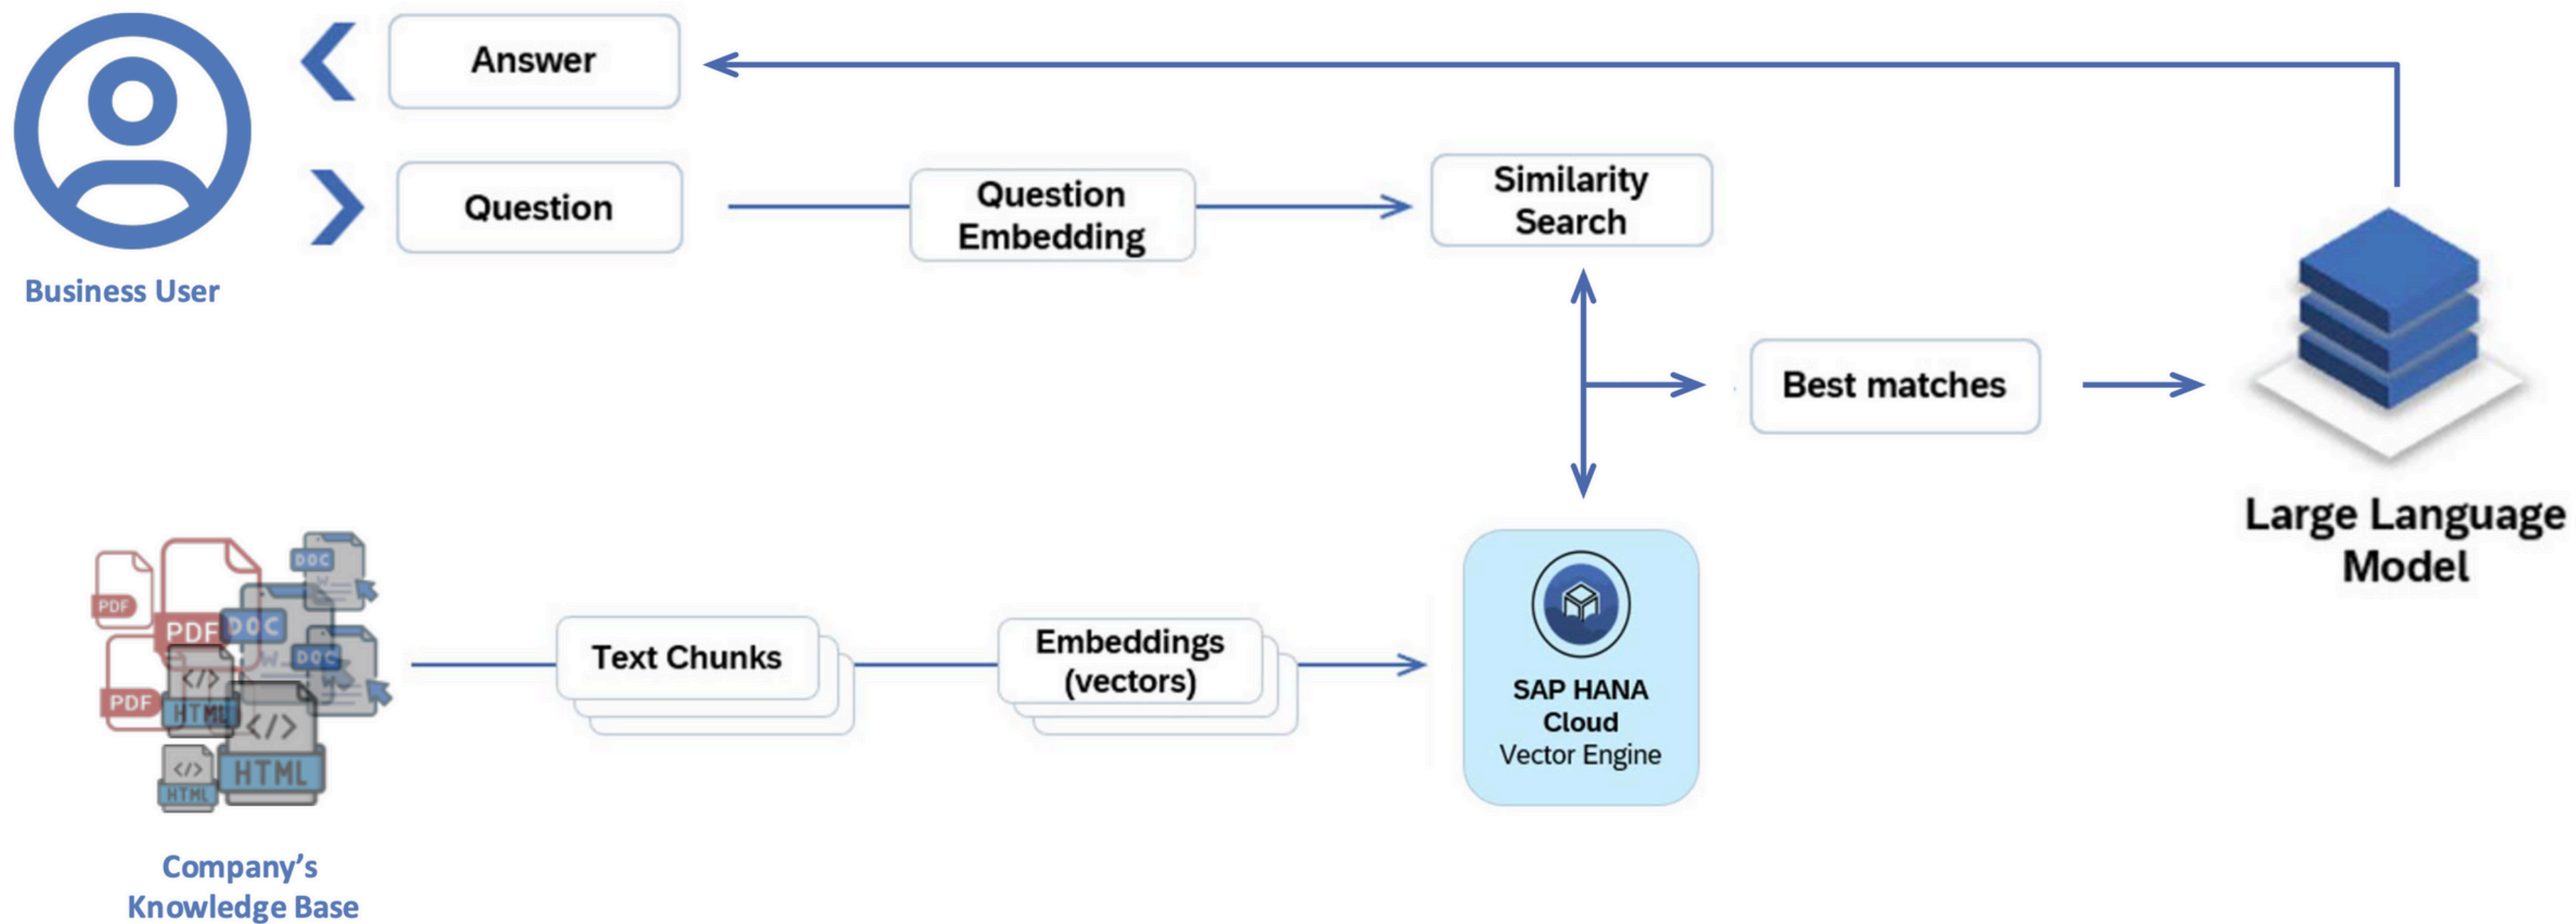 Answer
Question
Question
Embedding
Similarity
Search
Business User
Best matches
Large Language
Model
DOC
PDF
PDF
DOC
DOC
W
PDF
</>
HTML
</>
HTML
</>
HTML
Text Chunks
Embeddings
(vectors)
SAP HANA
Cloud
Vector Engine
Company’s
Knowledge Base